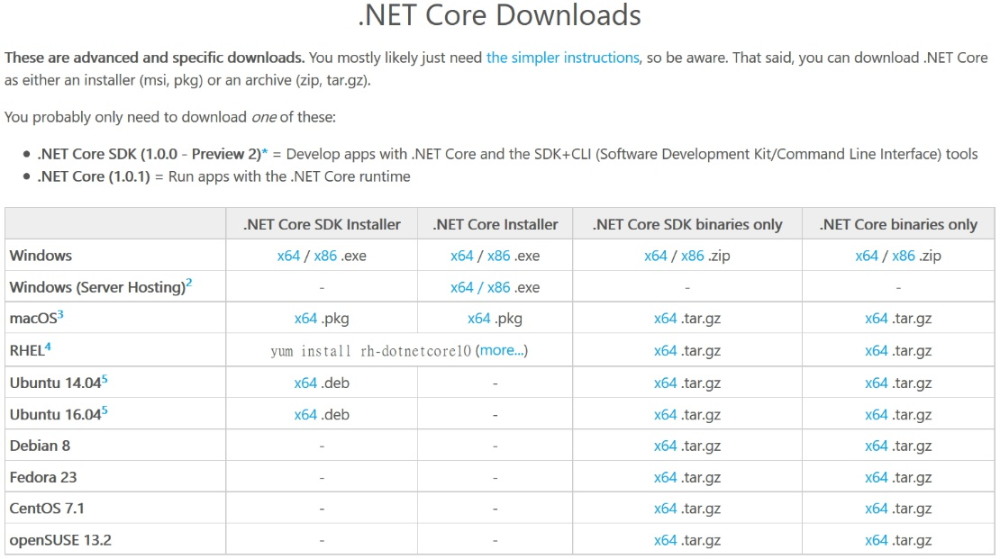 .NET Core Downloads
These are advanced and specific downloads. You mostly likely just need the simpler instructions, so be aware. That said, you can download .NET Core
as either an installer (msi, pkg) or an archive (zip, tar.gz).
You probably only need to download one of these:
• .NET Core SDK (1.0.0 - Preview 2)* = Develop apps with .NET Core and the SDK+CLI (Software Development Kit/Command Line Interface) tools
• .NET Core (1.0.1) = Run apps with the .NET Core runtime
.NET Core SDK Installer .NET Core Installer .NET Core SDK binaries only .NET Core binaries only
Windows x64 / x86 .exe x64 / x86 .exe x64 / x86 .zip x64 / x86 .zip
Windows (Server Hosting)2 - x64 / x86 .exe - -
macOS3 x64 .pkg x64 .pkg x64 .tar.gz x64 .tar.gz
RHEL4 yum install rh-dotnetcore10 (more...) x64 .tar.gz x64 .tar.gz
Ubuntu 14.045 x64 .deb - x64 .tar.gz x64 .tar.gz
Ubuntu 16.045 x64 .deb - x64 .tar.gz x64 .tar.gz
Debian 8 - - x64 .tar.gz x64 .tar.gz
Fedora 23 - - x64 .tar.gz x64 .tar.gz
CentOS 7.1 - - x64 .tar.gz x64 .tar.gz
openSUSE 13.2 - - x64 .tar.gz x64 .tar.gz